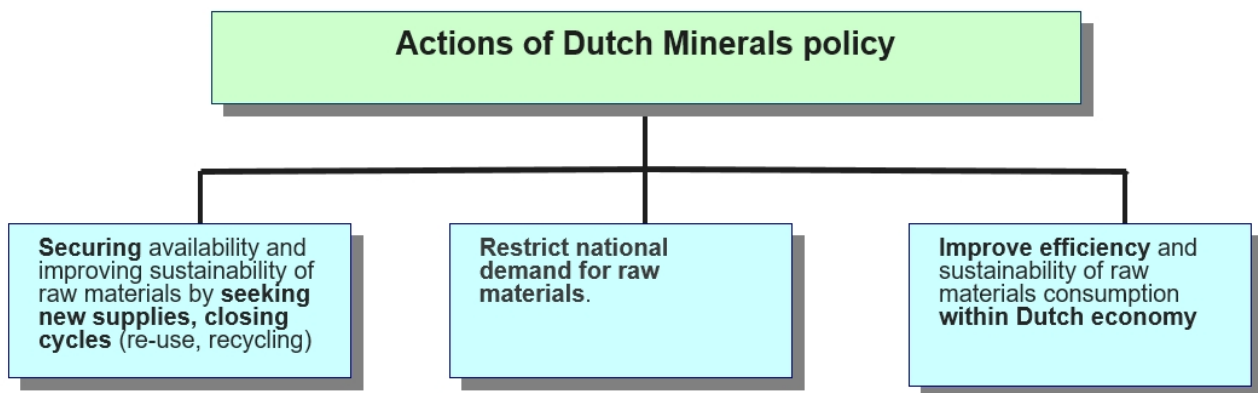 Actions of Dutch Minerals policy
Securing availability and
improving sustainability of
raw materials by seeking
new supplies, closing
cycles (re-use, recycling)
Restrict national
demand for raw
materials.
Improve efficiency and
sustainability of raw
materials consumption
within Dutch economy